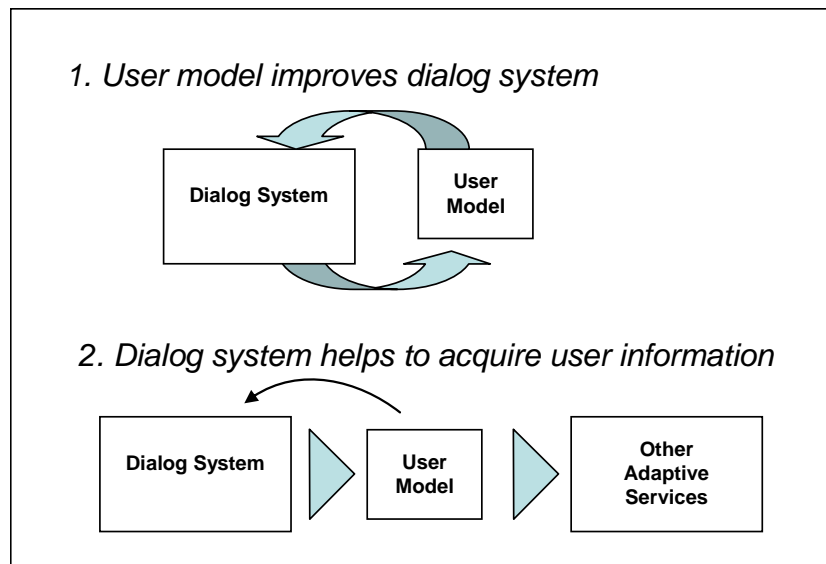 1. User model improves dialog system
Dialog System
User
Model
2. Dialog system helps to acquire user information
Dialog System
User
Model
Other
Adaptive
Services